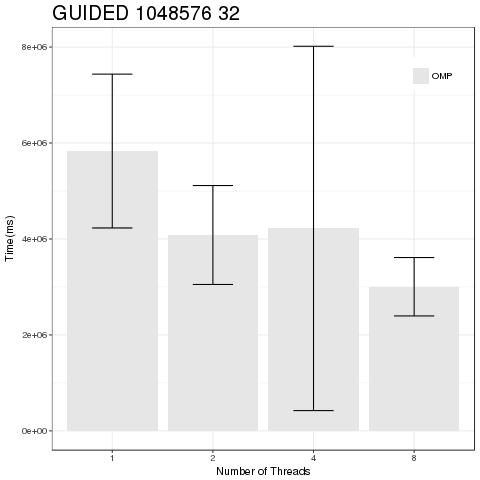 GUIDED 1048576 32
8e+06
OMP
6e+06
4e+06
2e+06
0e+00
Time(ms)
1 2 4 8
Number of Threads